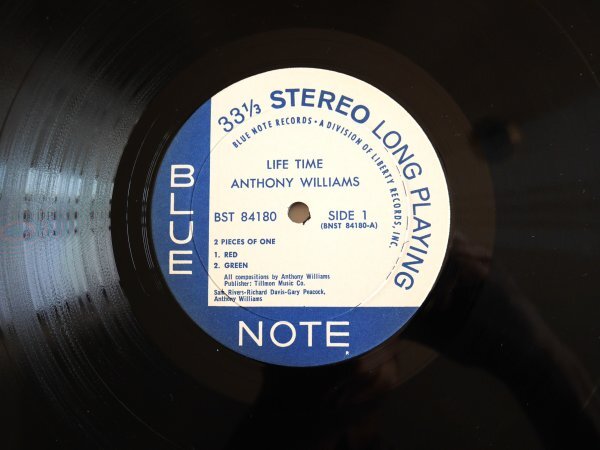 33⅓ STEREO LONG PLAYING
BLUE NOTE RECORDS • A DIVISION OF LIBERTY RECORDS, INC.
LIFE TIME
ANTHONY WILLIAMS
BST 84180 SIDE 1
(BNST 84180-A)
2 PIECES OF ONE
1. RED
2. GREEN
All compositions by Anthony Williams
Publisher: Tillmon Music Co.
Sam Rivers-Richard Davis-Gary Peacock,
Anthony Williams
BLUE
NOTE
R